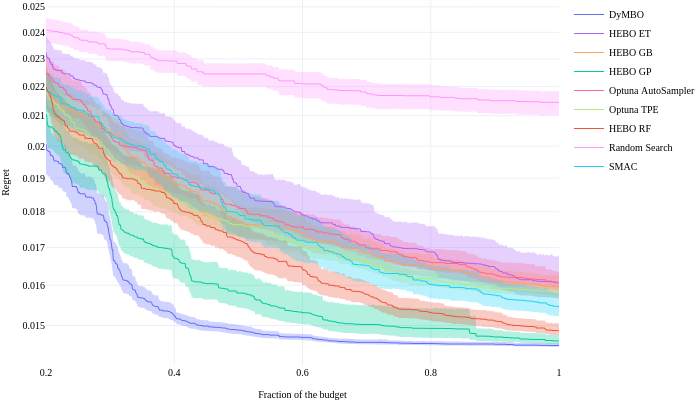 0.025
0.024
0.023
0.022
0.021
0.02
0.019
0.018
0.017
0.016
0.015
Regret
0.2
0.4
0.6
0.8
1
Fraction of the budget
DyMBO
HEBO ET
HEBO GB
HEBO GP
Optuna AutoSampler
Optuna TPE
HEBO RF
Random Search
SMAC